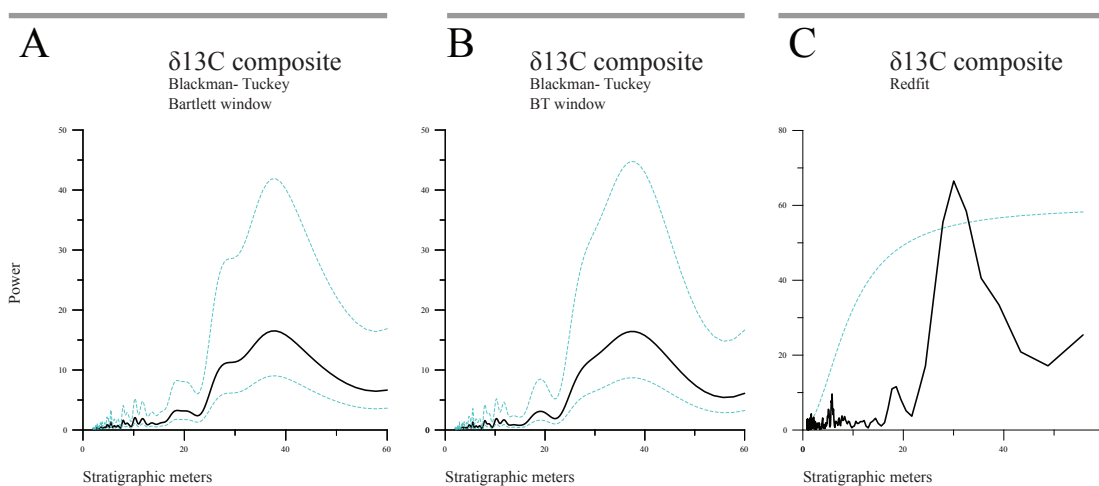 A
δ13C composite
Blackman- Tuckey
Bartlett window
Power
50
40
30
20
10
0
0
20
40
60
Stratigraphic meters
B
δ13C composite
Blackman- Tuckey
BT window
50
40
30
20
10
0
0
20
40
60
Stratigraphic meters
C
δ13C composite
Redfit
80
60
40
20
0
0
20
40
Stratigraphic meters